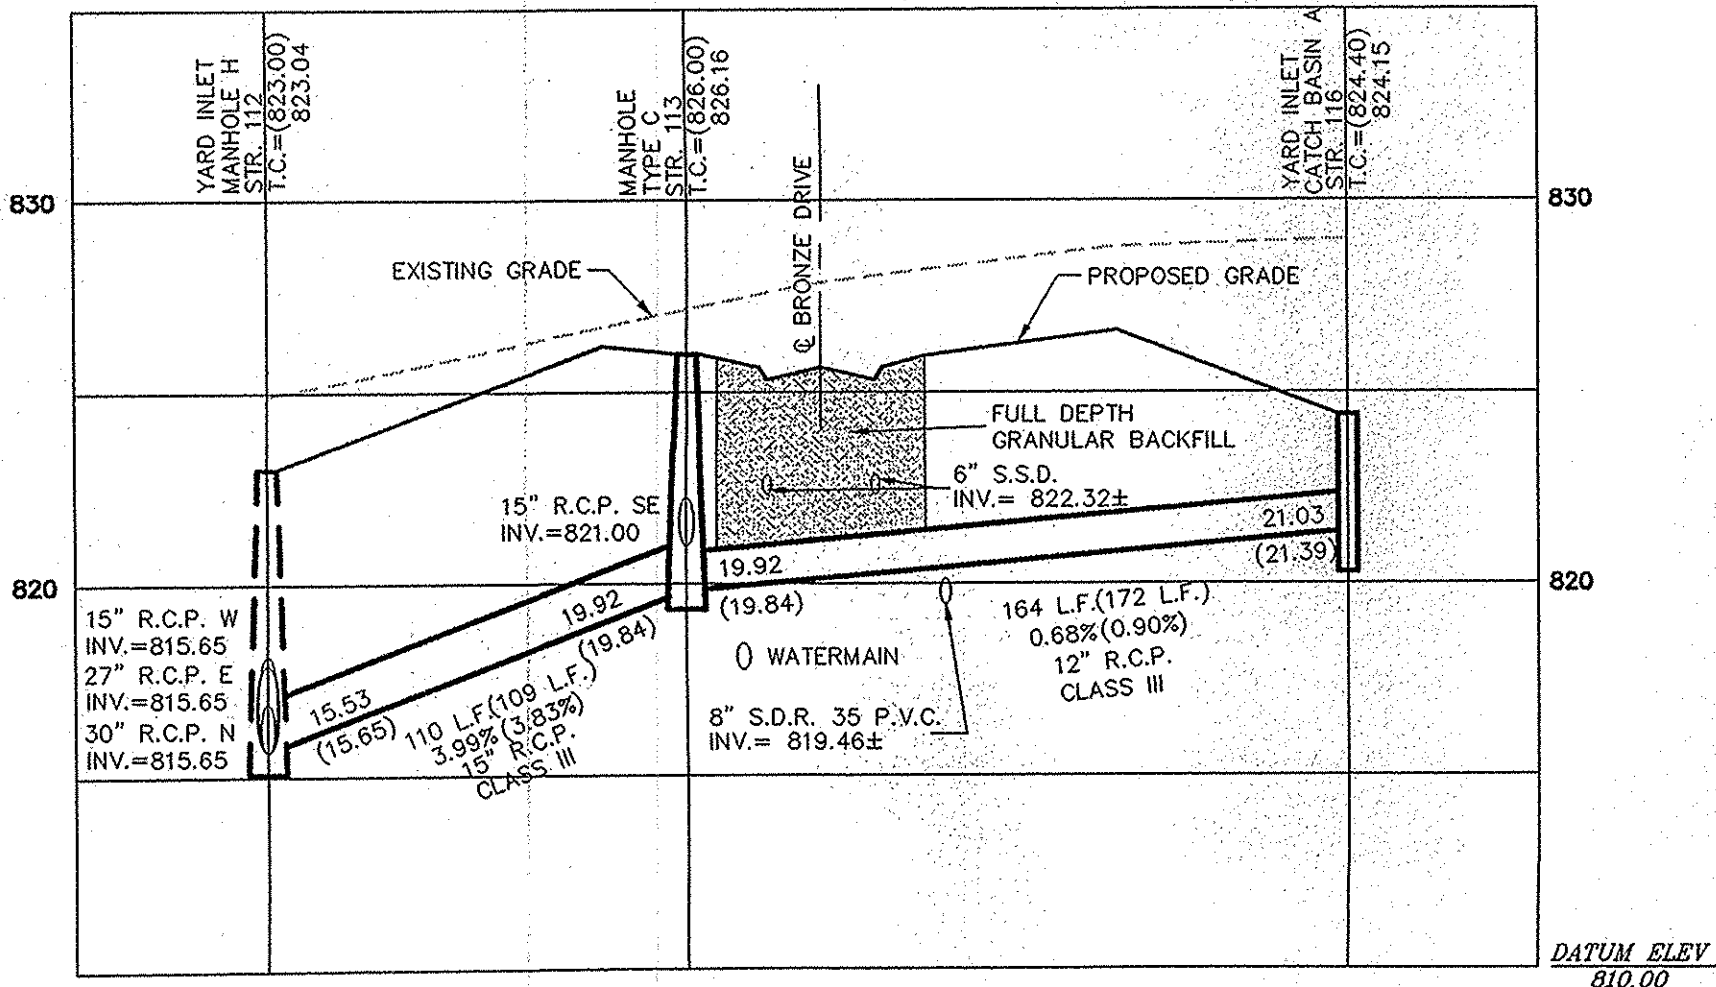 YARD INLET
MANHOLE H
STR. 112
T.C.=(823.00)
823.04
MANHOLE
TYPE C
STR. 113
T.C.=(826.00)
826.16
℄ BRONZE DRIVE
YARD INLET
CATCH BASIN A
STR. 116
T.C.=(824.40)
824.15
830
830
EXISTING GRADE
PROPOSED GRADE
FULL DEPTH
GRANULAR BACKFILL
6" S.S.D.
INV.= 822.32±
15" R.C.P. SE
INV.=821.00
21.03
(21.39)
19.92
(19.84)
19.92
(19.84)
820
820
15" R.C.P. W
INV.=815.65
27" R.C.P. E
INV.=815.65
30" R.C.P. N
INV.=815.65
15.53
(15.65)
110 L.F.(109 L.F.)
3.99%(3.83%)
15" R.C.P.
CLASS III
WATERMAIN
8" S.D.R. 35 P.V.C.
INV.= 819.46±
164 L.F.(172 L.F.)
0.68%(0.90%)
12" R.C.P.
CLASS III
DATUM ELEV
810.00